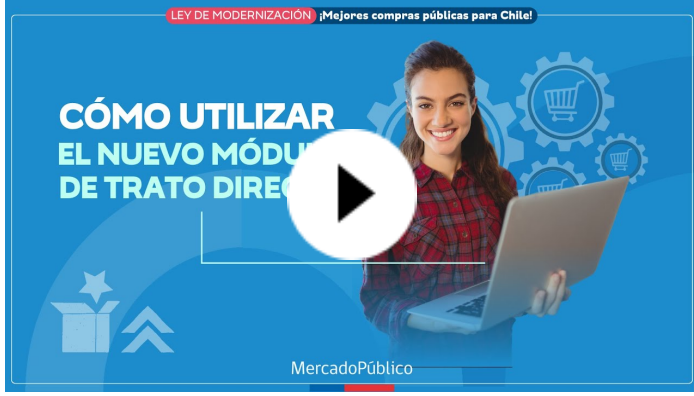 LEY DE MODERNIZACIÓN ¡Mejores compras públicas para Chile!
CÓMO UTILIZAR
EL NUEVO
DE TRATO
MercadoPúblico